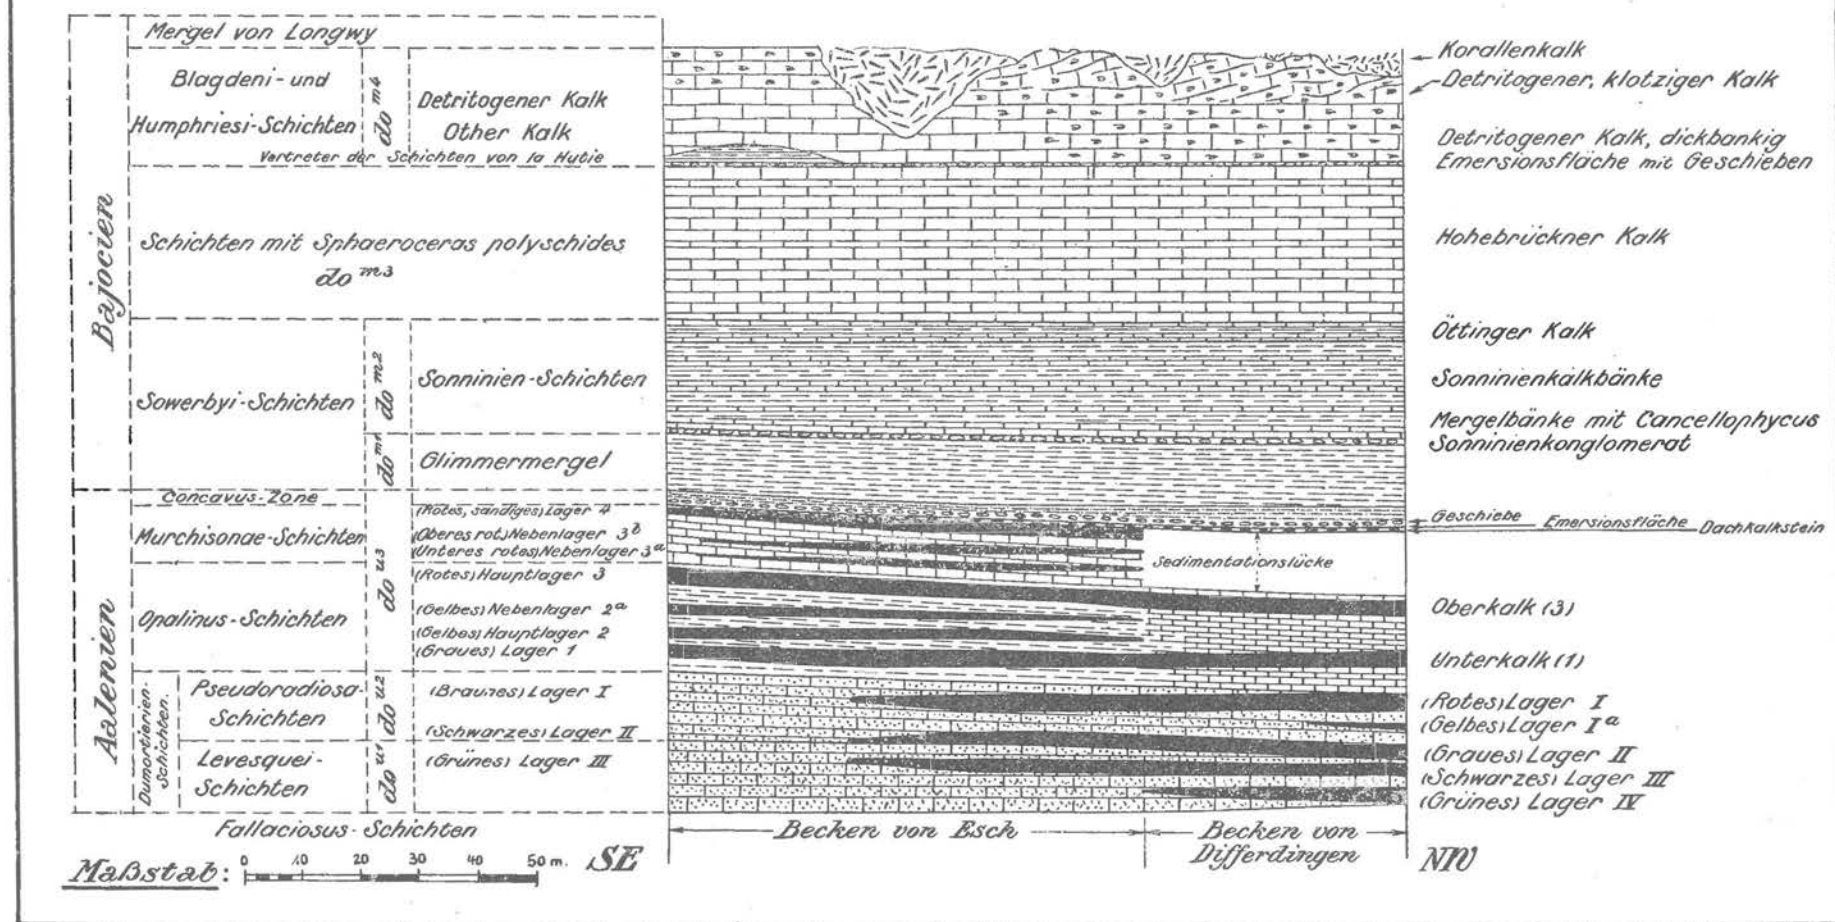 Mergel von Longwy
Bajocien
Blagdeni- und
Humphriesi-Schichten
do m4
Detritogener Kalk
Other Kalk
Vertreter der Schichten von la Hutie
Schichten mit Sphaeroceras polyschides
do m3
Sowerbyi-Schichten
do m2
Sonninien-Schichten
do m1
Glimmermergel
Aalenien
Concavus-Zone
Murchisonae-Schichten
Opalinus-Schichten
do u3
(Rotes, sandiges) Lager 4
(Oberes rot.) Nebenlager 3b
(Unteres rotes) Nebenlager 3a
(Rotes) Hauptlager 3
(Gelbes) Nebenlager 2a
(Gelbes) Hauptlager 2
(Graues) Lager 1
Dumortierien-
Schichten.
Pseudoradiosa-
Schichten
do u2
(Braunes) Lager I
(Schwarzes) Lager II
Levesquei-
Schichten
do u1
(Grünes) Lager III
Fallaciosus-Schichten
Korallenkalk
Detritogener, klotziger Kalk
Detritogener Kalk, dickbankig
Emersionsfläche mit Geschieben
Hohebrückner Kalk
Öttinger Kalk
Sonninienkalkbänke
Mergelbänke mit Cancellophycus
Sonninienkonglomerat
Geschiebe
Emersionsfläche
Dachkalkstein
Sedimentationslücke
Oberkalk (3)
Unterkalk (1)
(Rotes) Lager I
(Gelbes) Lager Ia
(Graues) Lager II
(Schwarzes) Lager III
(Grünes) Lager IV
Becken von Esch
Becken von
Differdingen
Maßstab:
0 10 20 30 40 50 m.
SE
NW